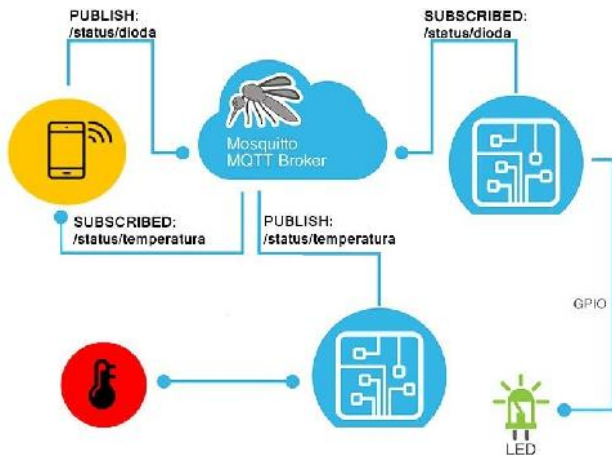 PUBLISH:
/status/dioda
SUBSCRIBED:
/status/dioda
Mosquitto
MQTT Broker
SUBSCRIBED:
/status/temperatura
PUBLISH:
/status/temperatura
GPIO
LED